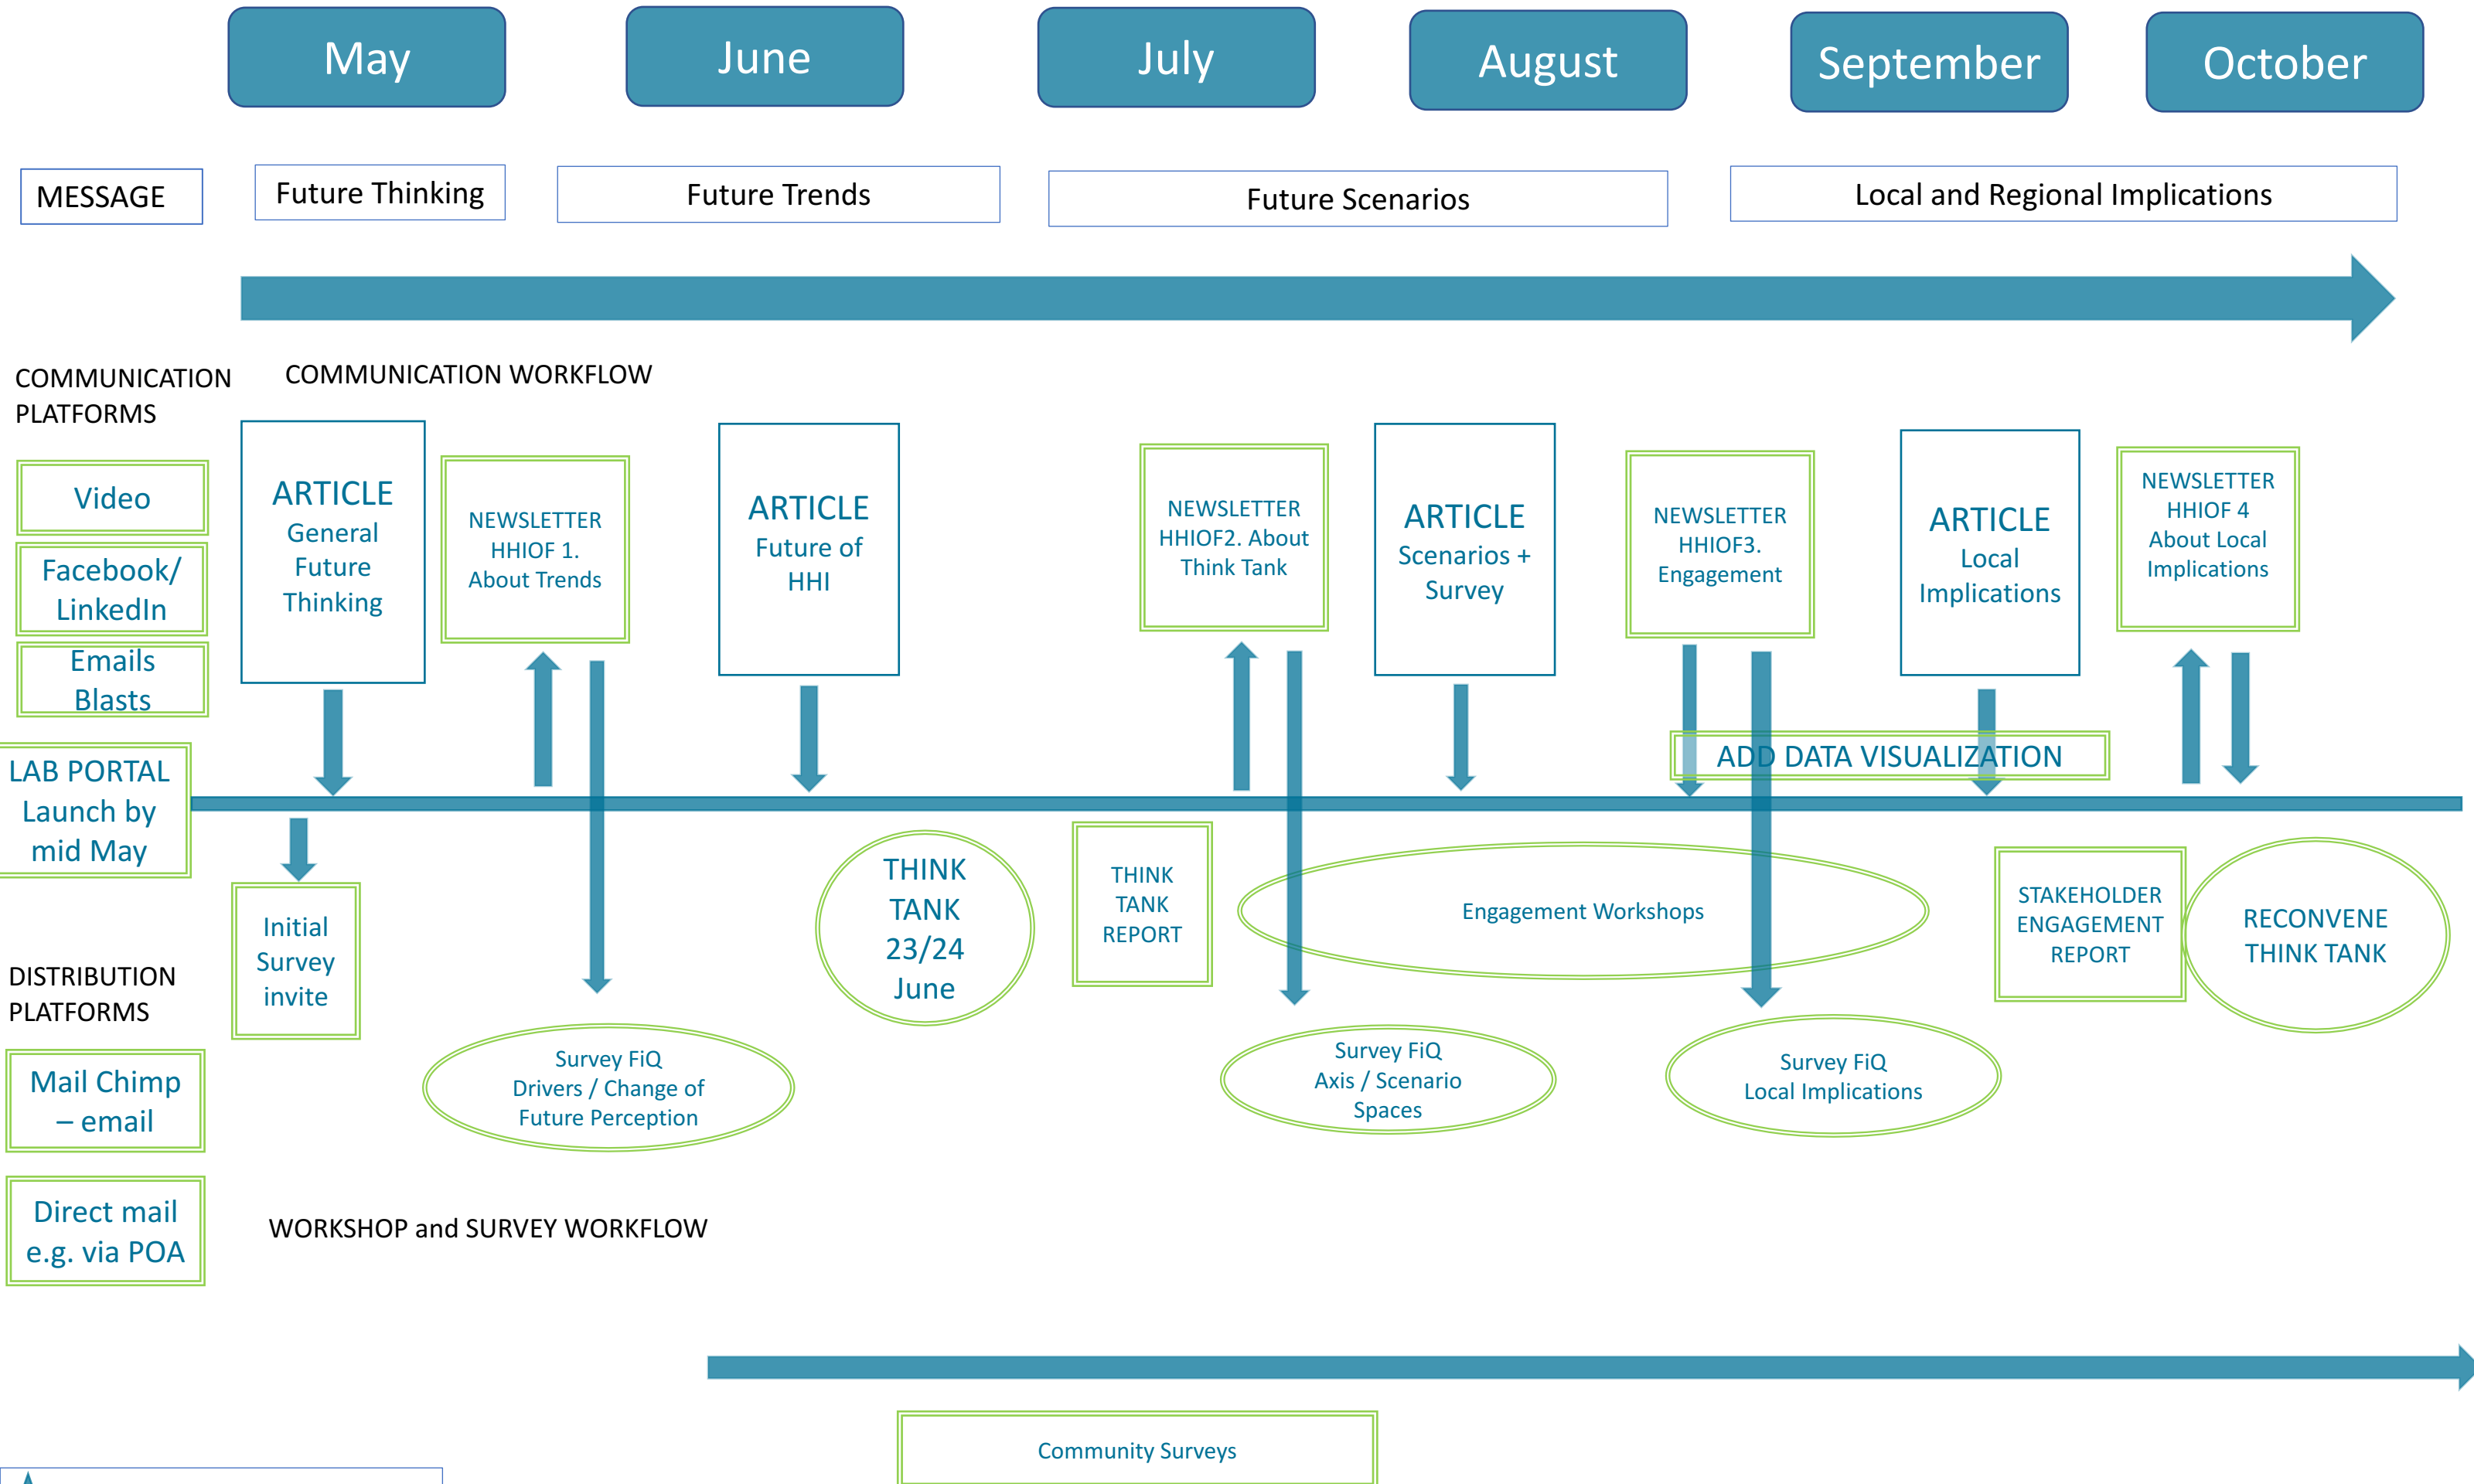 May
June
July
August
September
October
MESSAGE
Future Thinking
Future Trends
Future Scenarios
Local and Regional Implications
COMMUNICATION
PLATFORMS
COMMUNICATION WORKFLOW
Video
Facebook/
LinkedIn
Emails
Blasts
ARTICLE
General
Future
Thinking
NEWSLETTER
HHIOF 1.
About Trends
ARTICLE
Future of
HHI
NEWSLETTER
HHIOF2. About
Think Tank
ARTICLE
Scenarios +
Survey
NEWSLETTER
HHIOF3.
Engagement
ARTICLE
Local
Implications
NEWSLETTER
HHIOF 4
About Local
Implications
ADD DATA VISUALIZATION
LAB PORTAL
Launch by
mid May
Initial
Survey
invite
THINK
TANK
23/24
June
THINK
TANK
REPORT
Engagement Workshops
STAKEHOLDER
ENGAGEMENT
REPORT
RECONVENE
THINK TANK
DISTRIBUTION
PLATFORMS
Survey FiQ
Drivers / Change of
Future Perception
Survey FiQ
Axis / Scenario
Spaces
Survey FiQ
Local Implications
Mail Chimp
– email
Direct mail
e.g. via POA
WORKSHOP and SURVEY WORKFLOW
Community Surveys